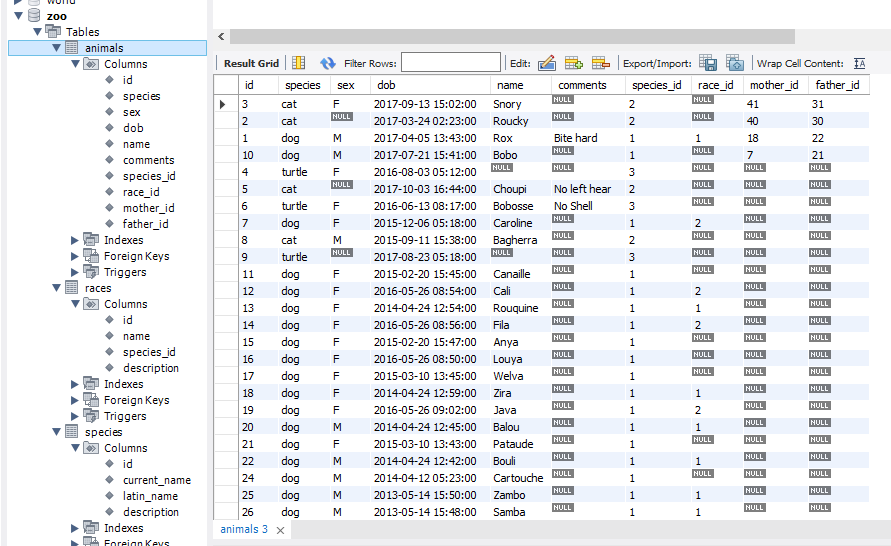 world
zoo
Tables
animals
Columns
id
species
sex
dob
name
comments
species_id
race_id
mother_id
father_id
Indexes
Foreign Keys
Triggers
races
Columns
id
name
species_id
description
Indexes
Foreign Keys
Triggers
species
Columns
id
current_name
latin_name
description
Indexes
Foreign Keys
Result Grid Filter Rows: Edit: Export/Import: Wrap Cell Content: IA
id species sex dob name comments species_id race_id mother_id father_id
3 cat F 2017-09-13 15:02:00 Snory NULL 2 NULL 41 31
2 cat NULL 2017-03-24 02:23:00 Roucky NULL 2 NULL 40 30
1 dog M 2017-04-05 13:43:00 Rox Bite hard 1 1 18 22
10 dog M 2017-07-21 15:41:00 Bobo NULL 1 NULL 7 21
4 turtle F 2016-08-03 05:12:00 NULL NULL 3 NULL NULL NULL
5 cat NULL 2017-10-03 16:44:00 Choupi No left hear 2 NULL NULL NULL
6 turtle F 2016-06-13 08:17:00 Bobosse No Shell 3 NULL NULL NULL
7 dog F 2015-12-06 05:18:00 Caroline NULL 1 2 NULL NULL
8 cat M 2015-09-11 15:38:00 Bagherra NULL 2 NULL NULL NULL
9 turtle NULL 2017-08-23 05:18:00 NULL NULL 3 NULL NULL NULL
11 dog F 2015-02-20 15:45:00 Canaille NULL 1 NULL NULL NULL
12 dog F 2016-05-26 08:54:00 Cali NULL 1 2 NULL NULL
13 dog F 2014-04-24 12:54:00 Rouquine NULL 1 1 NULL NULL
14 dog F 2016-05-26 08:56:00 Fila NULL 1 2 NULL NULL
15 dog F 2015-02-20 15:47:00 Anya NULL 1 NULL NULL NULL
16 dog F 2016-05-26 08:50:00 Louya NULL 1 NULL NULL NULL
17 dog F 2015-03-10 13:45:00 Welva NULL 1 NULL NULL NULL
18 dog F 2014-04-24 12:59:00 Zira NULL 1 1 NULL NULL
19 dog F 2016-05-26 09:02:00 Java NULL 1 2 NULL NULL
20 dog M 2014-04-24 12:45:00 Balou NULL 1 1 NULL NULL
21 dog F 2015-03-10 13:43:00 Pataude NULL 1 NULL NULL NULL
22 dog M 2014-04-24 12:42:00 Bouli NULL 1 1 NULL NULL
24 dog M 2014-04-12 05:23:00 Cartouche NULL 1 NULL NULL NULL
25 dog M 2013-05-14 15:50:00 Zambo NULL 1 1 NULL NULL
26 dog M 2013-05-14 15:48:00 Samba NULL 1 1 NULL NULL
animals 3